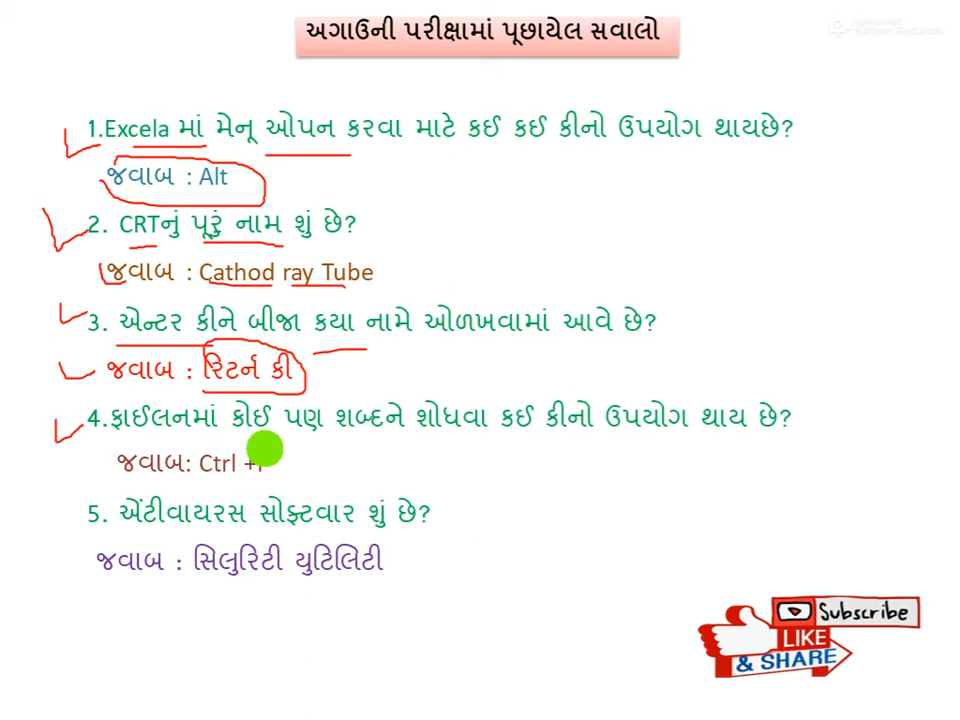 અગાઉની પરીક્ષામાં પૂછાયેલ સવાલો
1.Excela માં મેનૂ ઓપન કરવા માટે કઈ કઈ કીનો ઉપયોગ થાયછે?
જવાબ : Alt
2. CRTનું પૂરું નામ શું છે?
જવાબ : Cathod ray Tube
3. એન્ટર કીને બીજા કયા નામે ઓળખવામાં આવે છે?
જવાબ : રિટર્ન કી
4.ફાઈલનમાં કોઈ પણ શબ્દને શોધવા કઈ કીનો ઉપયોગ થાય છે?
જવાબ: Ctrl +
5. એંટીવાયરસ સોફ્ટવાર શું છે?
જવાબ : સિલુરિટી યુટિલિટી
Subscribe
LIKE
& SHARE